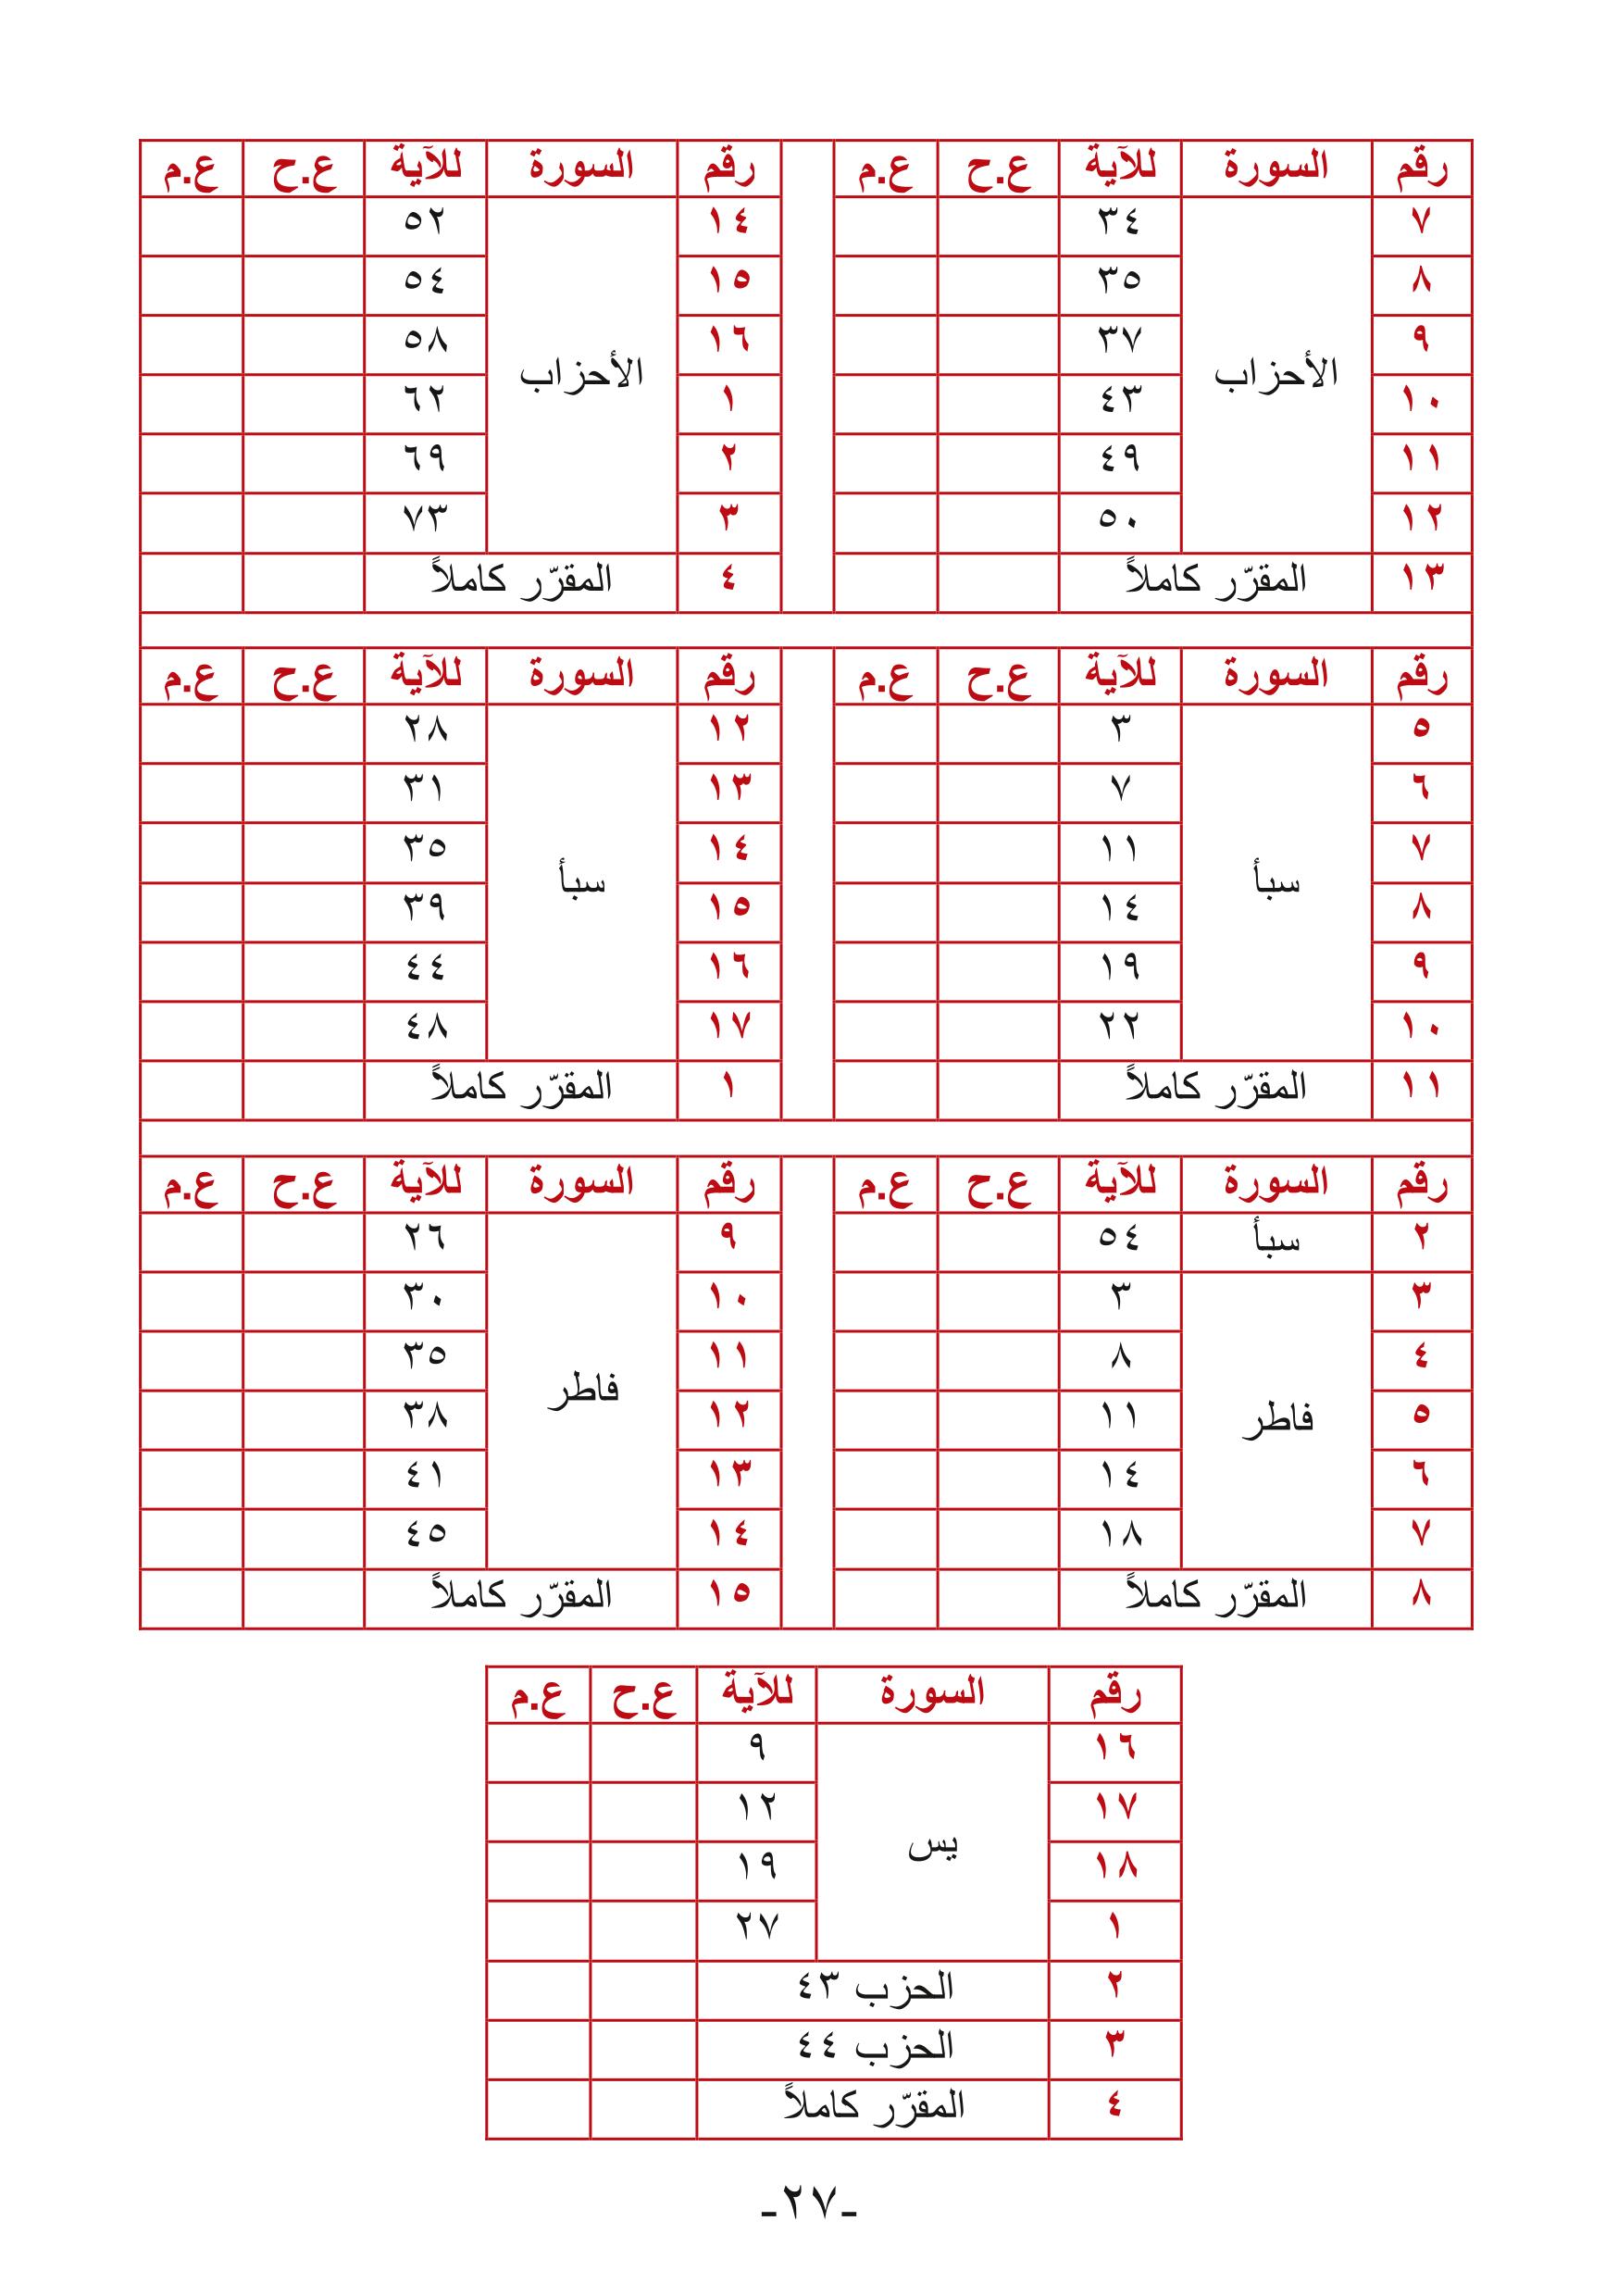 رقم السورة للآية ع.ح ع.م رقم السورة للآية ع.ح ع.م
٧ الأحزاب ٣٤ ١٤ الأحزاب ٥٢
٨ ٣٥ ١٥ ٥٤
٩ ٣٧ ١٦ ٥٨
١٠ ٤٣ ١ ٦٢
١١ ٤٩ ٢ ٦٩
١٢ ٥٠ ٣ ٧٣
١٣ المقرّر كاملاً ٤ المقرّر كاملاً
رقم السورة للآية ع.ح ع.م رقم السورة للآية ع.ح ع.م
٥ سبأ ٣ ١٢ سبأ ٢٨
٦ ٧ ١٣ ٣١
٧ ١١ ١٤ ٣٥
٨ ١٤ ١٥ ٣٩
٩ ١٩ ١٦ ٤٤
١٠ ٢٢ ١٧ ٤٨
١١ المقرّر كاملاً ١ المقرّر كاملاً
رقم السورة للآية ع.ح ع.م رقم السورة للآية ع.ح ع.م
٢ سبأ ٥٤ ٩ فاطر ٢٦
٣ فاطر ٣ ١٠ ٣٠
٤ ٨ ١١ ٣٥
٥ ١١ ١٢ ٣٨
٦ ١٤ ١٣ ٤١
٧ ١٨ ١٤ ٤٥
٨ المقرّر كاملاً ١٥ المقرّر كاملاً
رقم السورة للآية ع.ح ع.م
١٦ يس ٩
١٧ ١٢
١٨ ١٩
١ ٢٧
٢ الحزب ٤٣
٣ الحزب ٤٤
٤ المقرّر كاملاً
-٢٧-